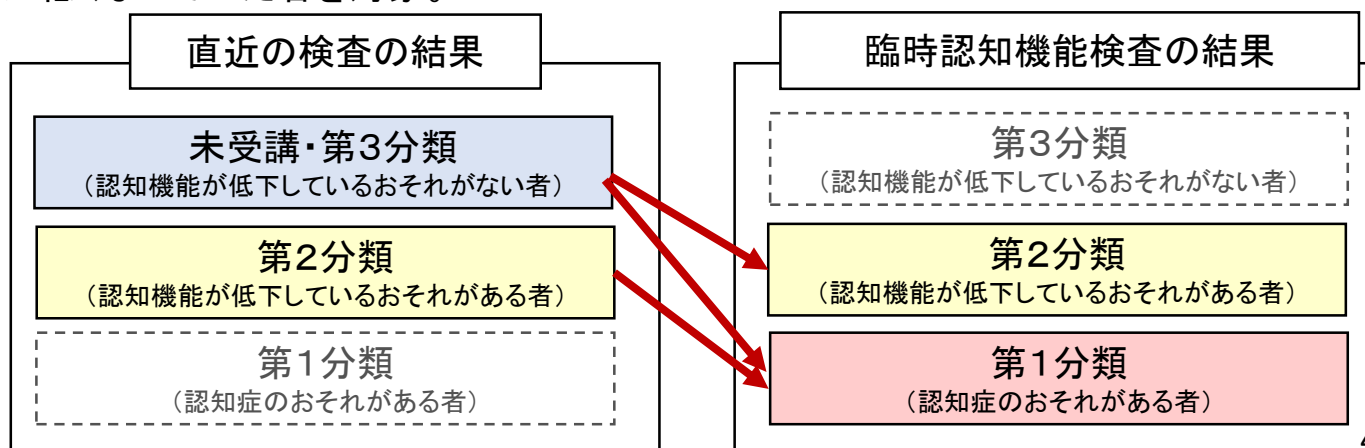 直近の検査の結果
未受講・第3分類
（認知機能が低下しているおそれがない者）
第2分類
（認知機能が低下しているおそれがある者）
第1分類
（認知症のおそれがある者）
臨時認知機能検査の結果
第3分類
（認知機能が低下しているおそれがない者）
第2分類
（認知機能が低下しているおそれがある者）
第1分類
（認知症のおそれがある者）